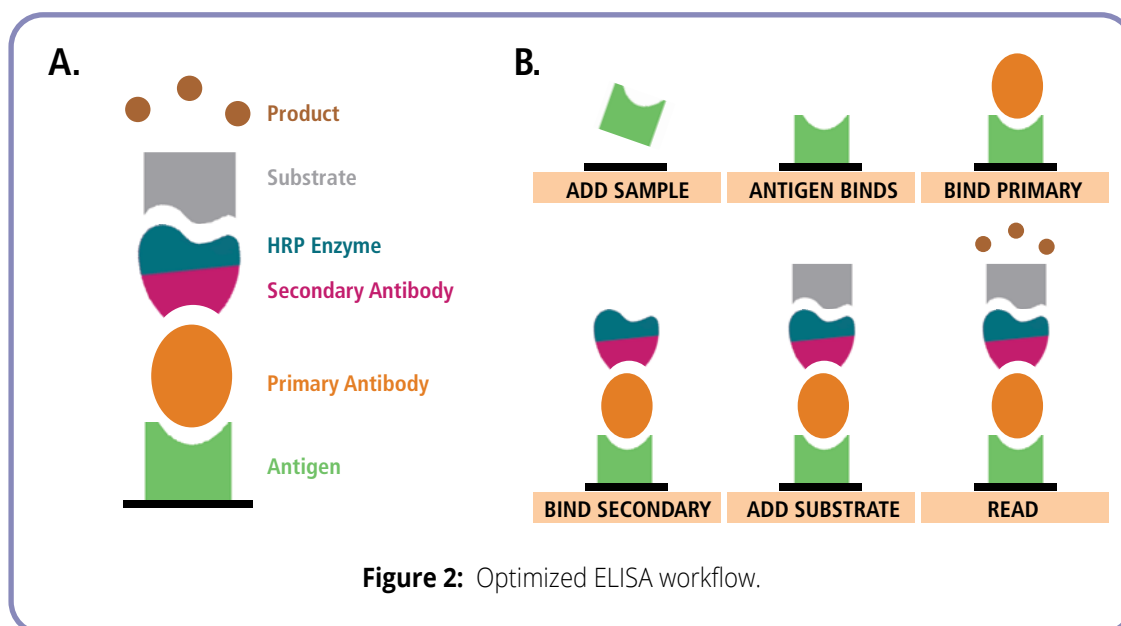 A.
Product
Substrate
HRP Enzyme
Secondary Antibody
Primary Antibody
Antigen
B.
ADD SAMPLE
ANTIGEN BINDS
BIND PRIMARY
BIND SECONDARY
ADD SUBSTRATE
READ
Figure 2: Optimized ELISA workflow.